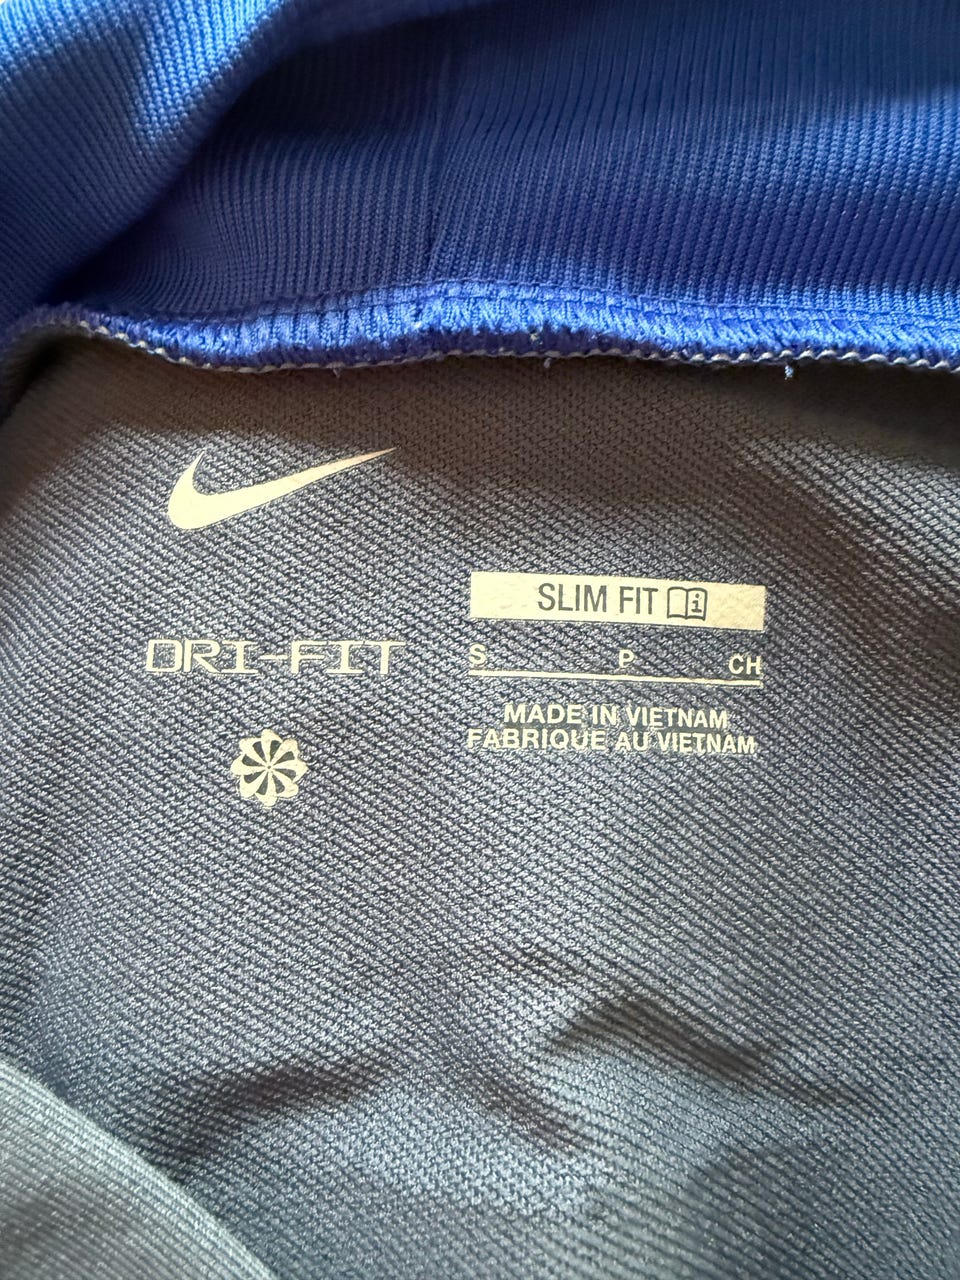 SLIM FIT
DRI-FIT
S P CH
MADE IN VIETNAM
FABRIQUE AU VIETNAM